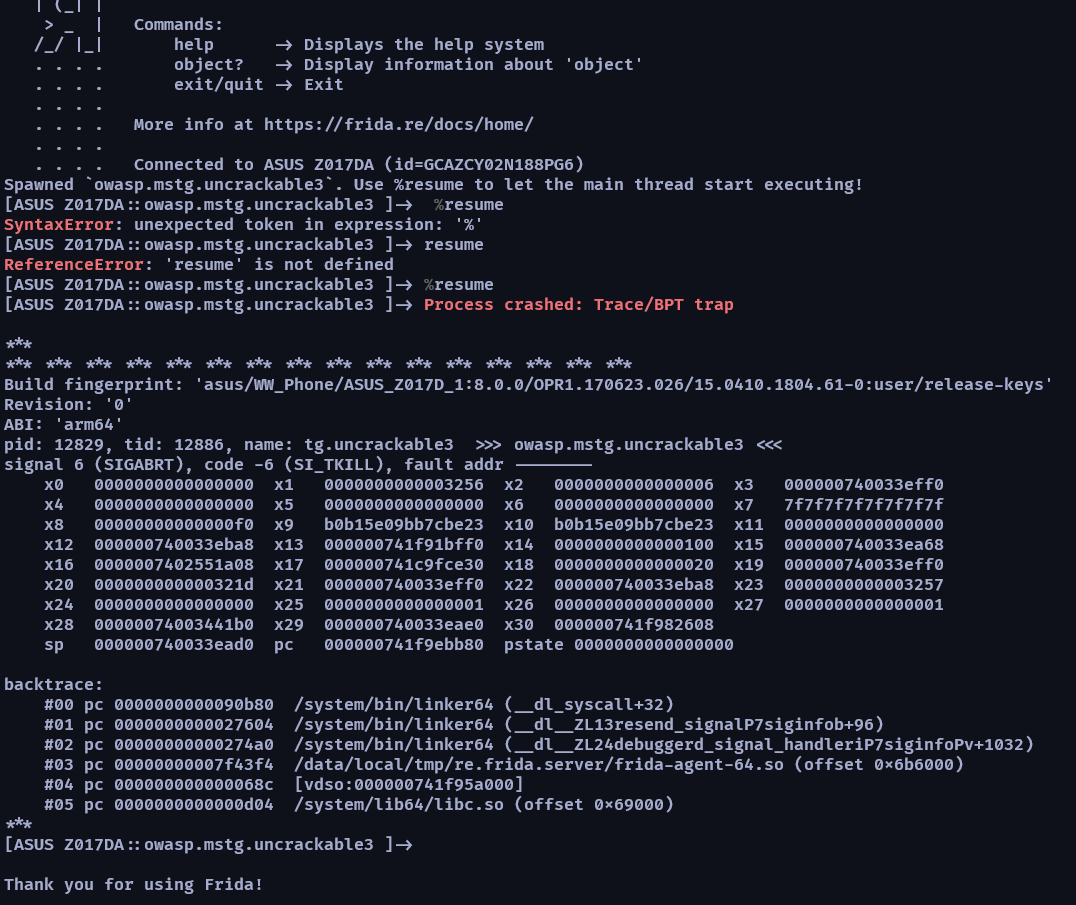 | (_| |
> _ | Commands:
/_/ |_| help -> Displays the help system
. . . . object? -> Display information about 'object'
. . . . exit/quit -> Exit
. . . .
. . . . More info at https://frida.re/docs/home/
. . . .
. . . . Connected to ASUS Z017DA (id=GCAZCY02N188PG6)
Spawned `owasp.mstg.uncrackable3`. Use %resume to let the main thread start executing!
[ASUS Z017DA::owasp.mstg.uncrackable3 ]-> %resume
SyntaxError: unexpected token in expression: '%'
[ASUS Z017DA::owasp.mstg.uncrackable3 ]-> resume
ReferenceError: 'resume' is not defined
[ASUS Z017DA::owasp.mstg.uncrackable3 ]-> %resume
[ASUS Z017DA::owasp.mstg.uncrackable3 ]-> Process crashed: Trace/BPT trap
***
*** *** *** *** *** *** *** *** *** *** *** *** *** *** *** ***
Build fingerprint: 'asus/WW_Phone/ASUS_Z017D_1:8.0.0/OPR1.170623.026/15.0410.1804.61-0:user/release-keys'
Revision: '0'
ABI: 'arm64'
pid: 12829, tid: 12886, name: tg.uncrackable3 >>> owasp.mstg.uncrackable3 <<<
signal 6 (SIGABRT), code -6 (SI_TKILL), fault addr --------
x0 0000000000000000 x1 0000000000003256 x2 0000000000000006 x3 000000740033eff0
x4 0000000000000000 x5 0000000000000000 x6 0000000000000000 x7 7f7f7f7f7f7f7f7f
x8 00000000000000f0 x9 b0b15e09bb7cbe23 x10 b0b15e09bb7cbe23 x11 0000000000000000
x12 000000740033eba8 x13 000000741f91bff0 x14 0000000000000100 x15 000000740033ea68
x16 0000007402551a08 x17 000000741c9fce30 x18 0000000000000020 x19 000000740033eff0
x20 000000000000321d x21 000000740033eff0 x22 000000740033eba8 x23 0000000000003257
x24 0000000000000000 x25 0000000000000001 x26 0000000000000000 x27 0000000000000001
x28 00000074003441b0 x29 000000740033eae0 x30 000000741f982608
sp 000000740033ead0 pc 000000741f9ebb80 pstate 0000000000000000
backtrace:
#00 pc 0000000000090b80 /system/bin/linker64 (__dl_syscall+32)
#01 pc 0000000000027604 /system/bin/linker64 (__dl__ZL13resend_signalP7siginfob+96)
#02 pc 00000000000274a0 /system/bin/linker64 (__dl__ZL24debuggerd_signal_handleriP7siginfoPv+1032)
#03 pc 00000000007f43f4 /data/local/tmp/re.frida.server/frida-agent-64.so (offset 0x6b6000)
#04 pc 000000000000068c [vdso:000000741f95a000]
#05 pc 0000000000000d04 /system/lib64/libc.so (offset 0x69000)
***
[ASUS Z017DA::owasp.mstg.uncrackable3 ]->
Thank you for using Frida!